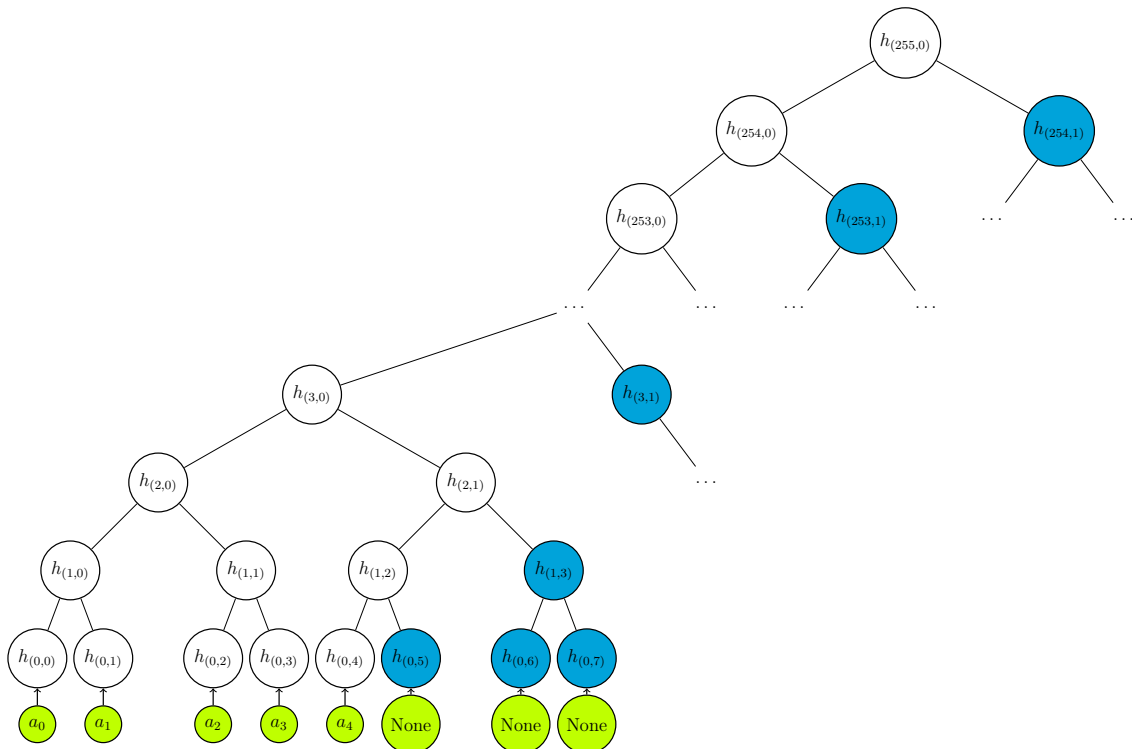 h(255,0)
h(254,0)
h(254,1)
h(253,0)
h(253,1)
... ...
... ... ... ...
h(3,0)
h(3,1)
h(2,0)
h(2,1)
...
h(1,0)
h(1,1)
h(1,2)
h(1,3)
h(0,0)
h(0,1)
h(0,2)
h(0,3)
h(0,4)
h(0,5)
h(0,6)
h(0,7)
a0
a1
a2
a3
a4
None
None
None